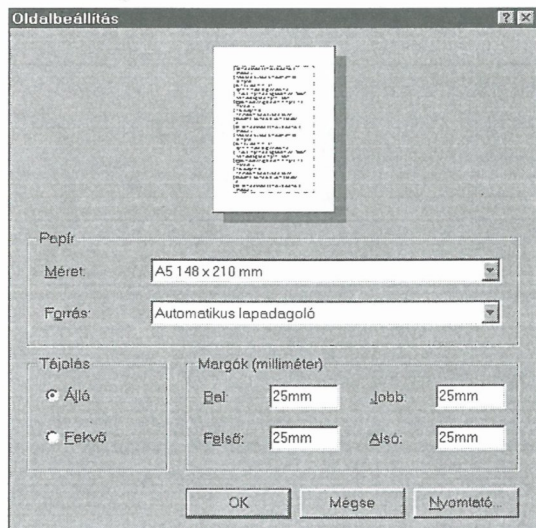 Oldalbeállítás
Papír
Méret: A5 148 x 210 mm
Forrás: Automatikus lapadagoló
Tájolás
Álló
Fekvő
Margók (milliméter)
Bal: 25mm Jobb: 25mm
Felső: 25mm Alsó: 25mm
OK Mégse Nyomtató...